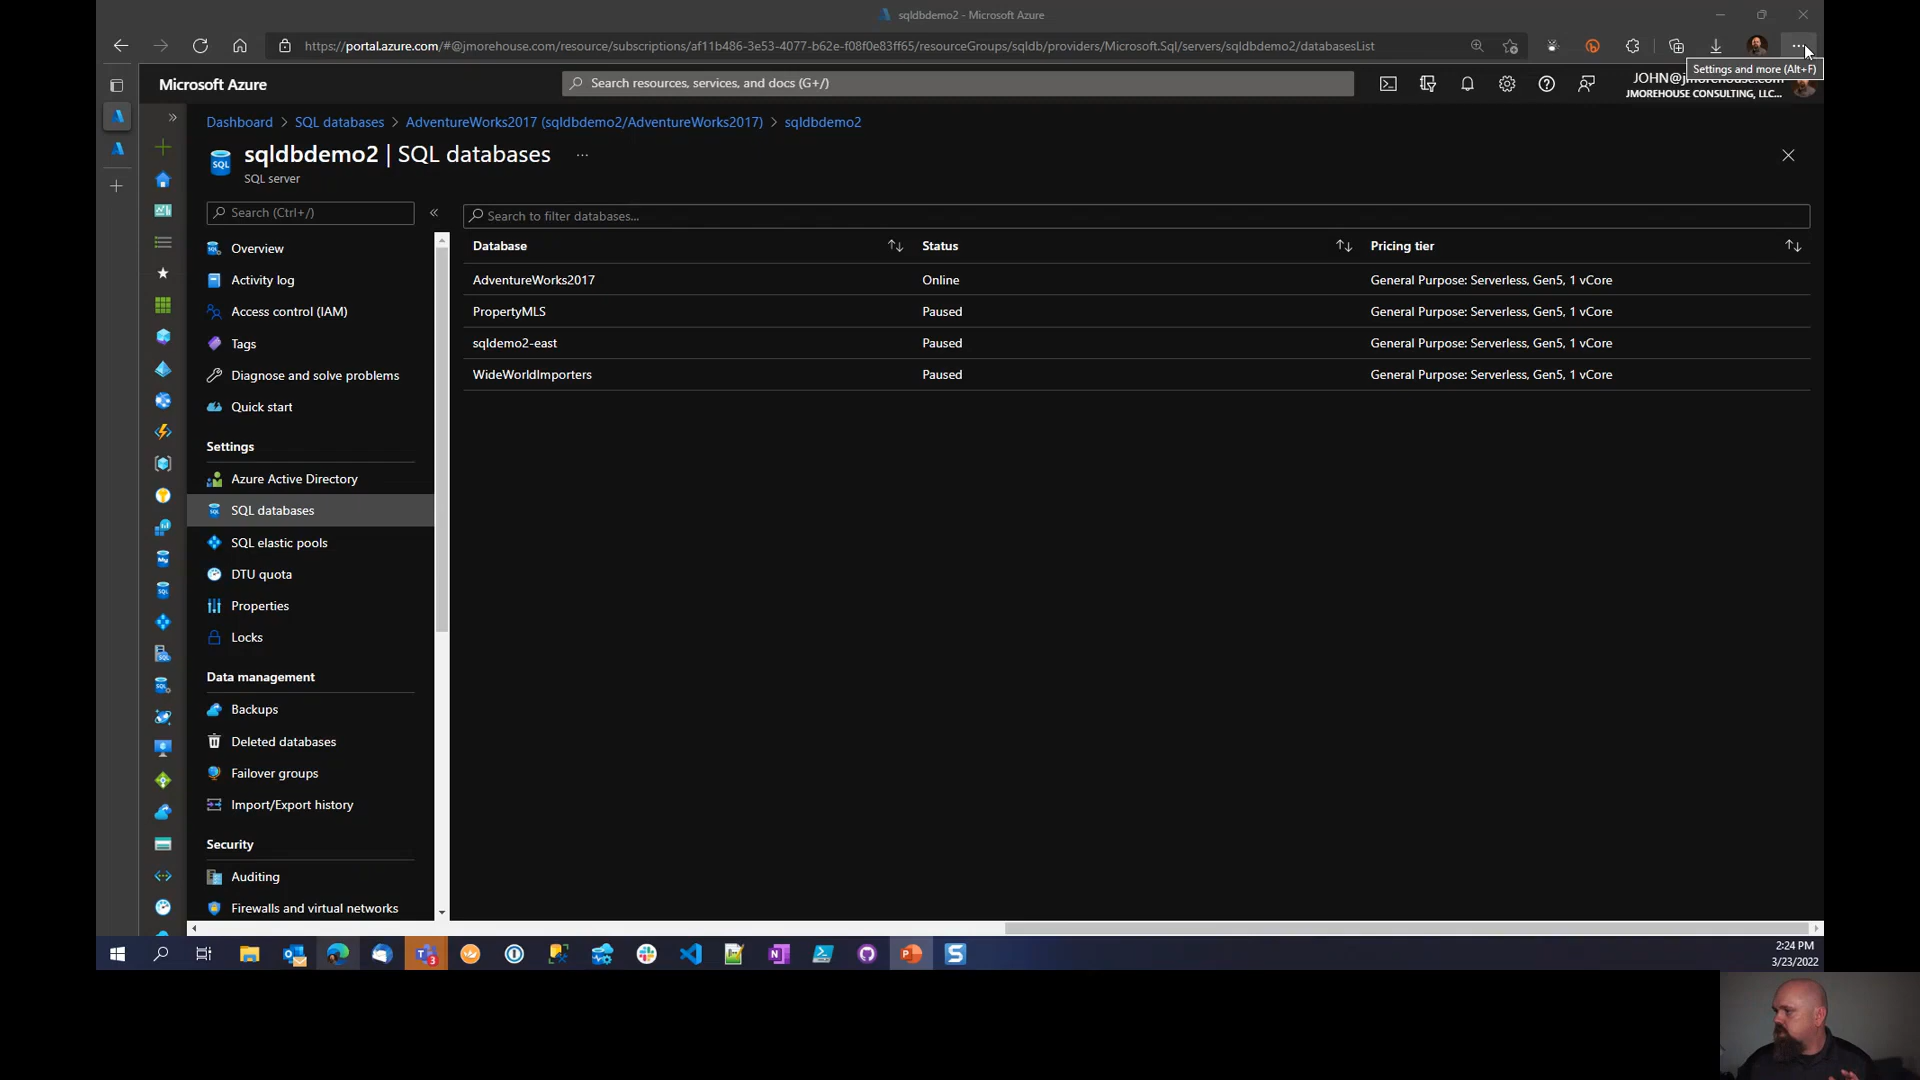 sqldbdemo2 - Microsoft Azure
https://portal.azure.com/#@jmorehouse.com/resource/subscriptions/af11b486-3e53-4077-b62e-f08f0e83ff65/resourceGroups/sqldb/providers/Microsoft.Sql/servers/sqldbdemo2/databasesList
Settings and more (Alt+F)
Microsoft Azure
Search resources, services, and docs (G+/)
JOHN@jmorehouse.com
JMOREHOUSE CONSULTING, LLC...
Dashboard > SQL databases > AdventureWorks2017 (sqldbdemo2/AdventureWorks2017) > sqldbdemo2
sqldbdemo2 | SQL databases ...
SQL server
Search (Ctrl+/)
Overview
Activity log
Access control (IAM)
Tags
Diagnose and solve problems
Quick start
Settings
Azure Active Directory
SQL databases
SQL elastic pools
DTU quota
Properties
Locks
Data management
Backups
Deleted databases
Failover groups
Import/Export history
Security
Auditing
Firewalls and virtual networks
Search to filter databases...
Database Status Pricing tier
AdventureWorks2017 Online General Purpose: Serverless, Gen5, 1 vCore
PropertyMLS Paused General Purpose: Serverless, Gen5, 1 vCore
sqldemo2-east Paused General Purpose: Serverless, Gen5, 1 vCore
WideWorldImporters Paused General Purpose: Serverless, Gen5, 1 vCore
2:24 PM
3/23/2022